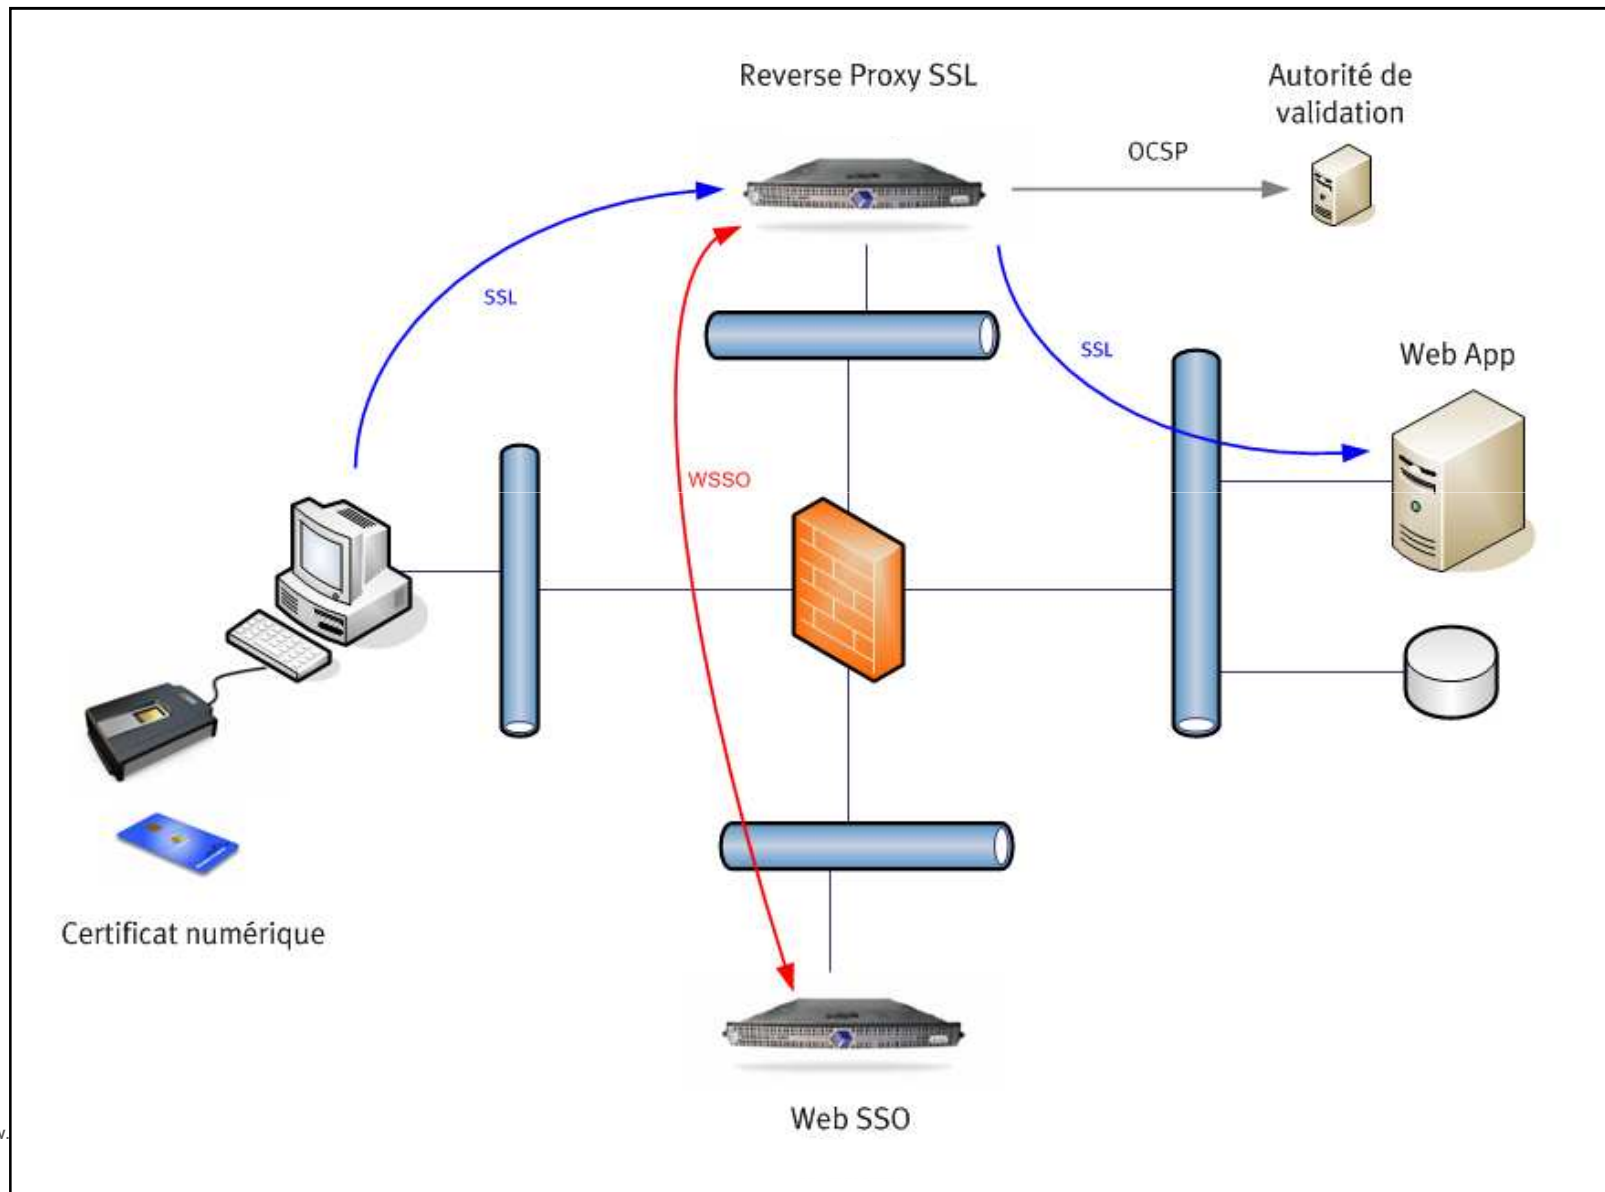 Reverse Proxy SSL
Autorité de
validation
OCSP
SSL
SSL
Web App
WSSO
Certificat numérique
Web SSO